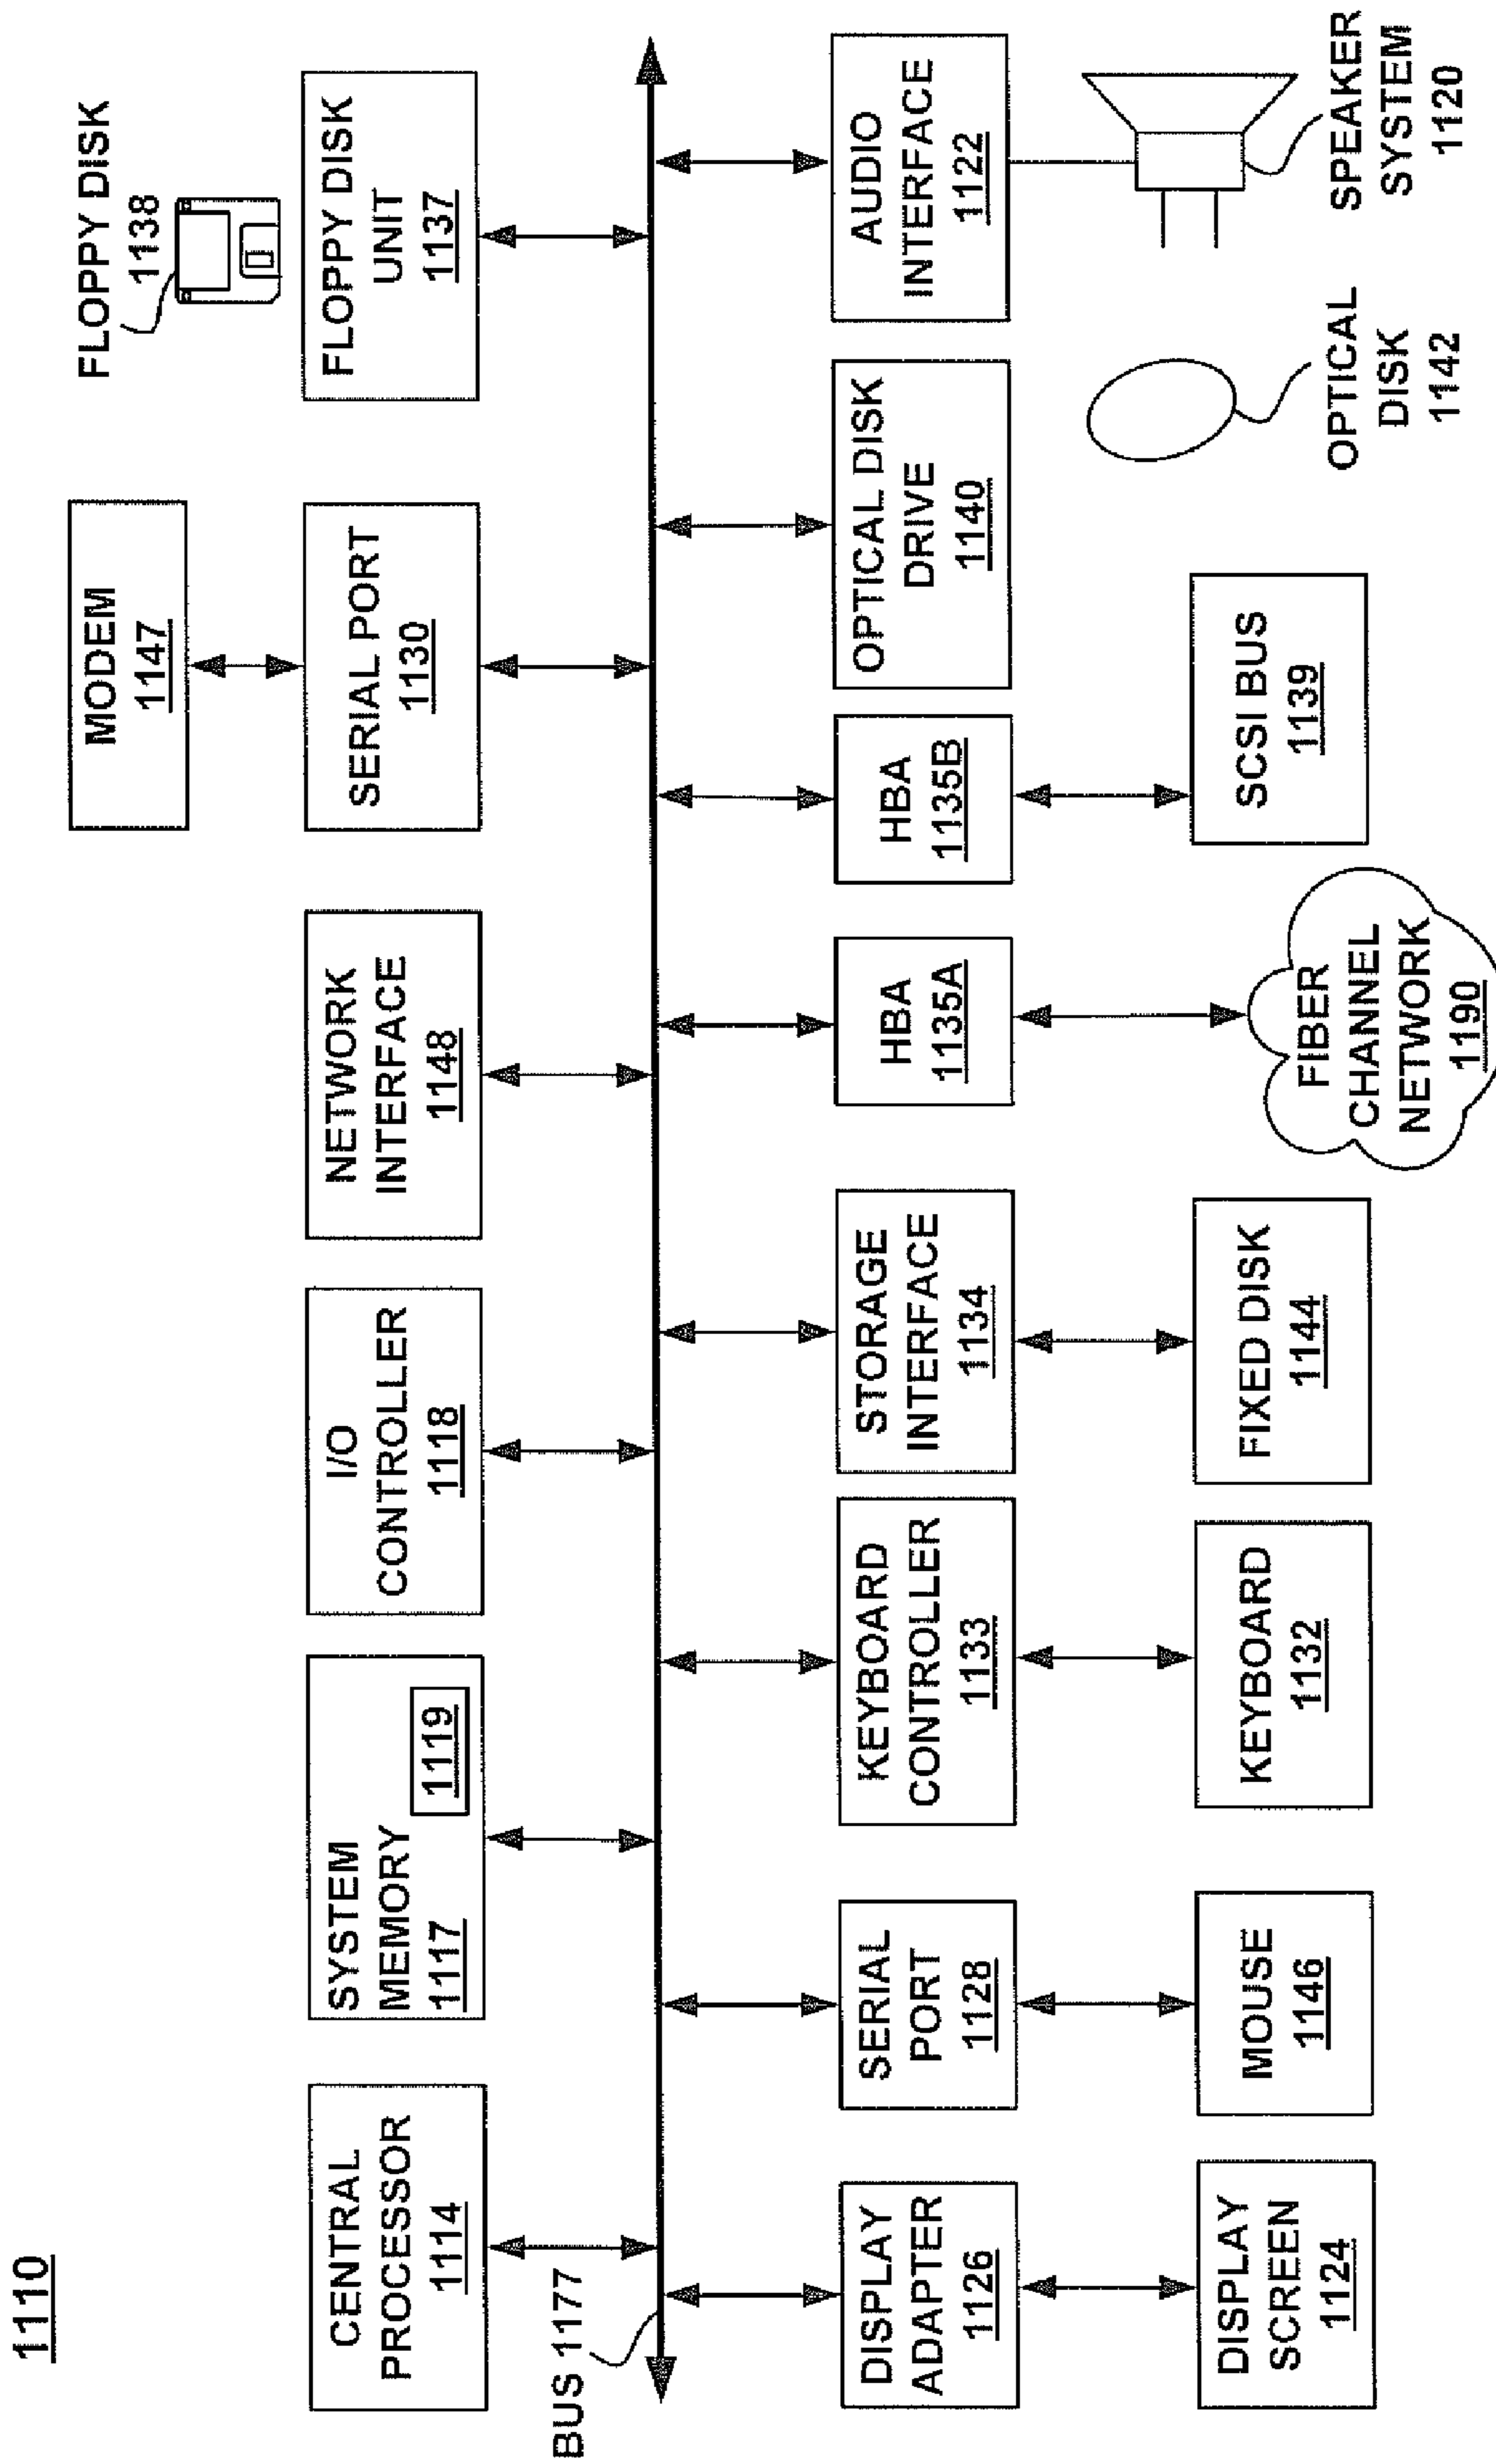 1110
FLOPPY DISK
1138
MODEM
1147
CENTRAL
PROCESSOR
1114
SYSTEM
MEMORY
1117
1119
I/O
CONTROLLER
1118
NETWORK
INTERFACE
1148
SERIAL PORT
1130
FLOPPY DISK
UNIT
1137
BUS 1177
DISPLAY
ADAPTER
1126
SERIAL
PORT
1128
KEYBOARD
CONTROLLER
1133
STORAGE
INTERFACE
1134
HBA
1135A
HBA
1135B
OPTICAL DISK
DRIVE
1140
AUDIO
INTERFACE
1122
DISPLAY
SCREEN
1124
MOUSE
1146
KEYBOARD
1132
FIXED DISK
1144
FIBER
CHANNEL
NETWORK
1190
SCSI BUS
1139
OPTICAL
DISK
1142
SPEAKER
SYSTEM
1120